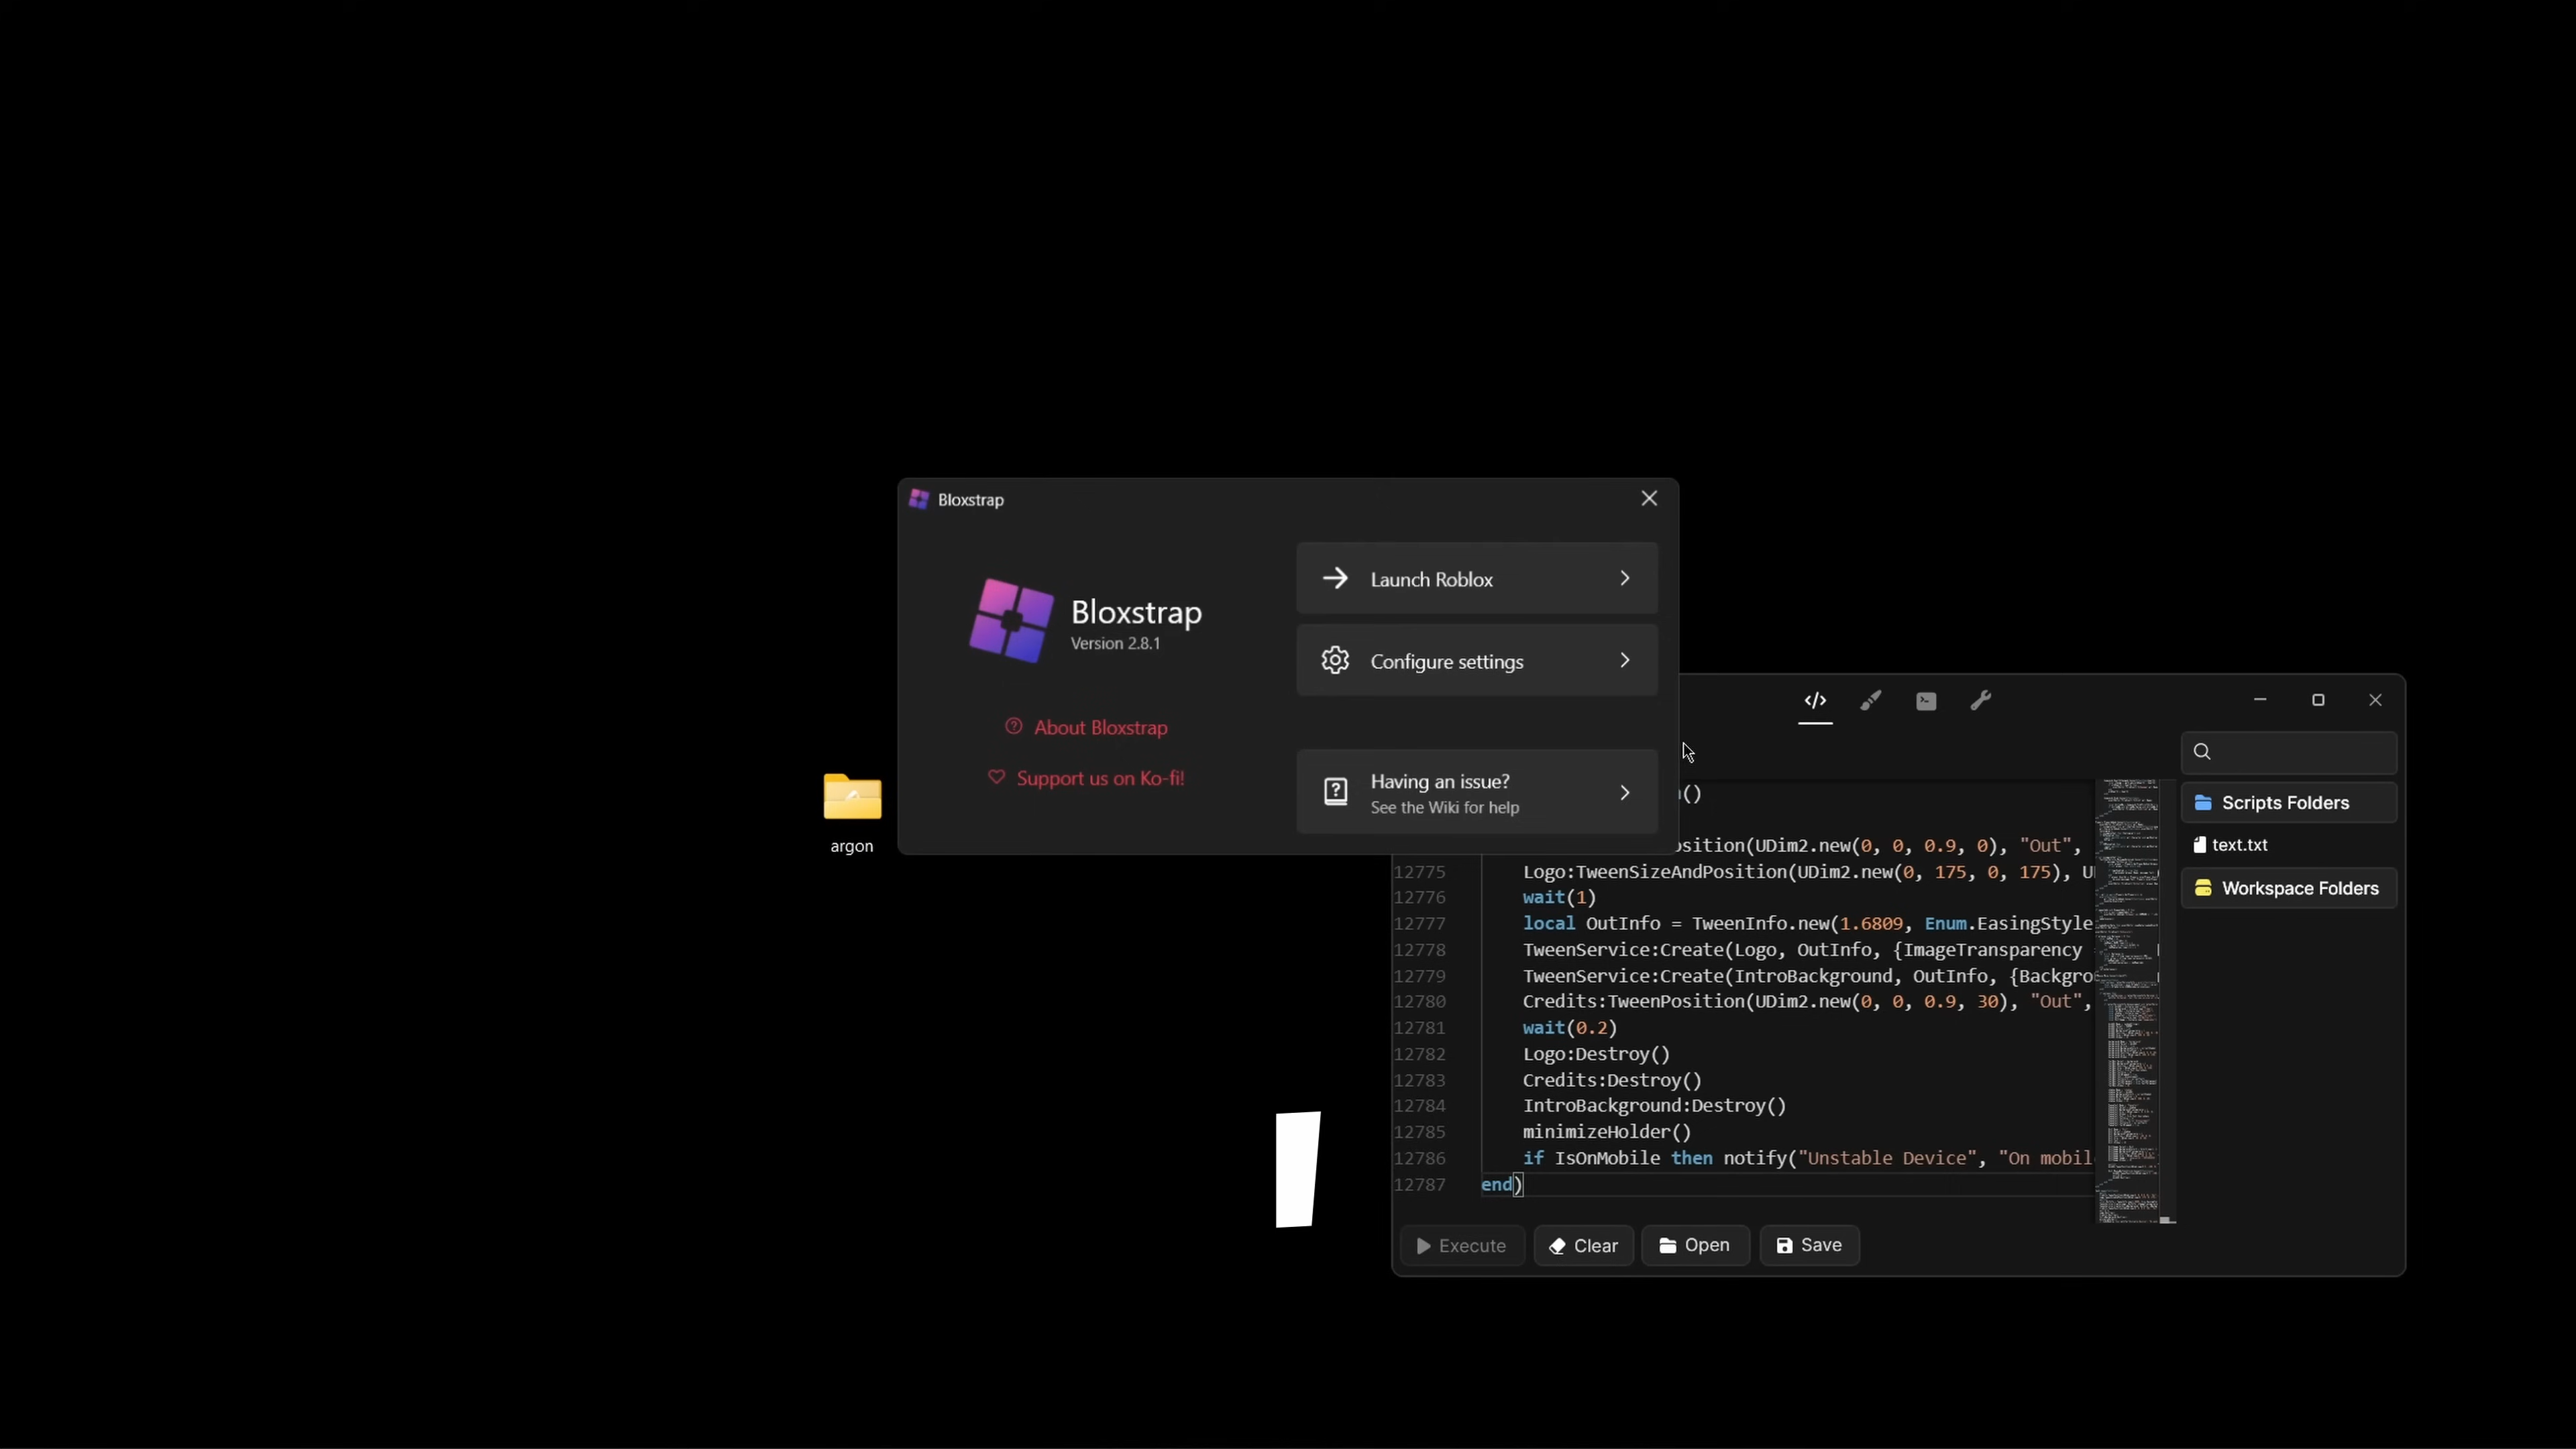 Bloxstrap
Bloxstrap
Version 2.8.1
About Bloxstrap
Support us on Ko-fi!
Launch Roblox
Configure settings
Having an issue?
See the Wiki for help
argon
()
sition(UDim2.new(0, 0, 0.9, 0), "Out",
12775 Logo:TweenSizeAndPosition(UDim2.new(0, 175, 0, 175), U
12776 wait(1)
12777 local OutInfo = TweenInfo.new(1.6809, Enum.EasingStyle
12778 TweenService:Create(Logo, OutInfo, {ImageTransparency
12779 TweenService:Create(IntroBackground, OutInfo, {Backgro
12780 Credits:TweenPosition(UDim2.new(0, 0, 0.9, 30), "Out",
12781 wait(0.2)
12782 Logo:Destroy()
12783 Credits:Destroy()
12784 IntroBackground:Destroy()
12785 minimizeHolder()
12786 if IsOnMobile then notify("Unstable Device", "On mobil
12787 end)
Execute
Clear
Open
Save
Scripts Folders
text.txt
Workspace Folders